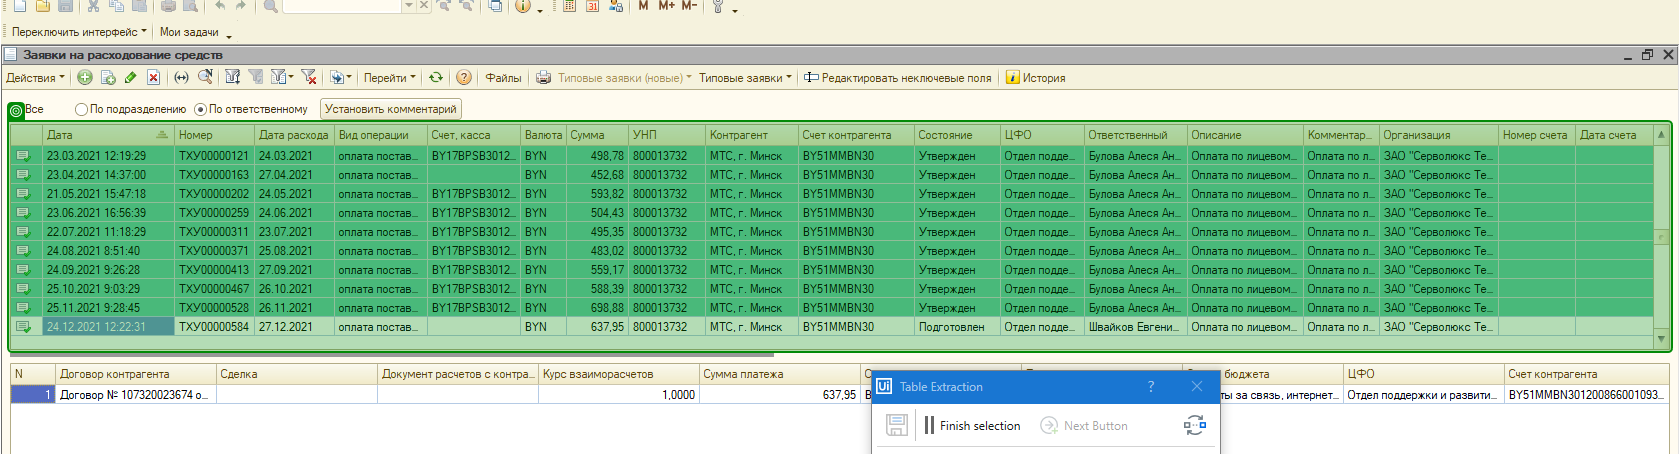 M M+ M-
Переключить интерфейс Мои задачи
Заявки на расходование средств
Действия Перейти Файлы Типовые заявки (новые) Типовые заявки Редактировать неключевые поля История
Все По подразделению По ответственному Установить комментарий
Дата Номер Дата расхода Вид операции Счет, касса Валюта Сумма УНП Контрагент Счет контрагента Состояние ЦФО Ответственный Описание Комментар... Организация Номер счета Дата счета
23.03.2021 12:19:29 ТХУ00000121 24.03.2021 оплата постав... BY17BPSB3012... BYN 498,78 800013732 МТС, г. Минск BY51MMBN30 Утвержден Отдел подде... Булова Алеся Ан... Оплата по лицевом... Оплата по л... ЗАО "Серволюкс Те...
23.04.2021 14:37:00 ТХУ00000163 27.04.2021 оплата постав... BYN 452,68 800013732 МТС, г. Минск BY51MMBN30 Утвержден Отдел подде... Булова Алеся Ан... Оплата по лицевом... Оплата по л... ЗАО "Серволюкс Те...
21.05.2021 15:47:18 ТХУ00000202 24.05.2021 оплата постав... BY17BPSB3012... BYN 593,82 800013732 МТС, г. Минск BY51MMBN30 Утвержден Отдел подде... Булова Алеся Ан... Оплата по лицевом... Оплата по л... ЗАО "Серволюкс Те...
23.06.2021 16:56:39 ТХУ00000259 24.06.2021 оплата постав... BY17BPSB3012... BYN 504,43 800013732 МТС, г. Минск BY51MMBN30 Утвержден Отдел подде... Булова Алеся Ан... Оплата по лицевом... Оплата по л... ЗАО "Серволюкс Те...
22.07.2021 11:18:29 ТХУ00000311 23.07.2021 оплата постав... BY17BPSB3012... BYN 495,35 800013732 МТС, г. Минск BY51MMBN30 Утвержден Отдел подде... Булова Алеся Ан... Оплата по лицевом... Оплата по л... ЗАО "Серволюкс Те...
24.08.2021 8:51:40 ТХУ00000371 25.08.2021 оплата постав... BY17BPSB3012... BYN 483,02 800013732 МТС, г. Минск BY51MMBN30 Утвержден Отдел подде... Булова Алеся Ан... Оплата по лицевом... Оплата по л... ЗАО "Серволюкс Те...
24.09.2021 9:26:28 ТХУ00000413 27.09.2021 оплата постав... BY17BPSB3012... BYN 559,17 800013732 МТС, г. Минск BY51MMBN30 Утвержден Отдел подде... Булова Алеся Ан... Оплата по лицевом... Оплата по л... ЗАО "Серволюкс Те...
25.10.2021 9:03:29 ТХУ00000467 26.10.2021 оплата постав... BY17BPSB3012... BYN 588,39 800013732 МТС, г. Минск BY51MMBN30 Утвержден Отдел подде... Булова Алеся Ан... Оплата по лицевом... Оплата по л... ЗАО "Серволюкс Те...
25.11.2021 9:28:45 ТХУ00000528 26.11.2021 оплата постав... BY17BPSB3012... BYN 698,88 800013732 МТС, г. Минск BY51MMBN30 Утвержден Отдел подде... Булова Алеся Ан... Оплата по лицевом... Оплата по л... ЗАО "Серволюкс Те...
24.12.2021 12:22:31 ТХУ00000584 27.12.2021 оплата постав... BYN 637,95 800013732 МТС, г. Минск BY51MMBN30 Подготовлен Отдел подде... Швайков Евгени... Оплата по лицевом... Оплата по л... ЗАО "Серволюкс Те...
N Договор контрагента Сделка Документ расчетов с контра... Курс взаиморасчетов Сумма платежа бюджета ЦФО Счет контрагента
1 Договор № 107320023674 о... 1,0000 637,95 ты за связь, интернет... Отдел поддержки и развити... BY51MMBN301200866001093...
Ui Table Extraction ?
Finish selection Next Button